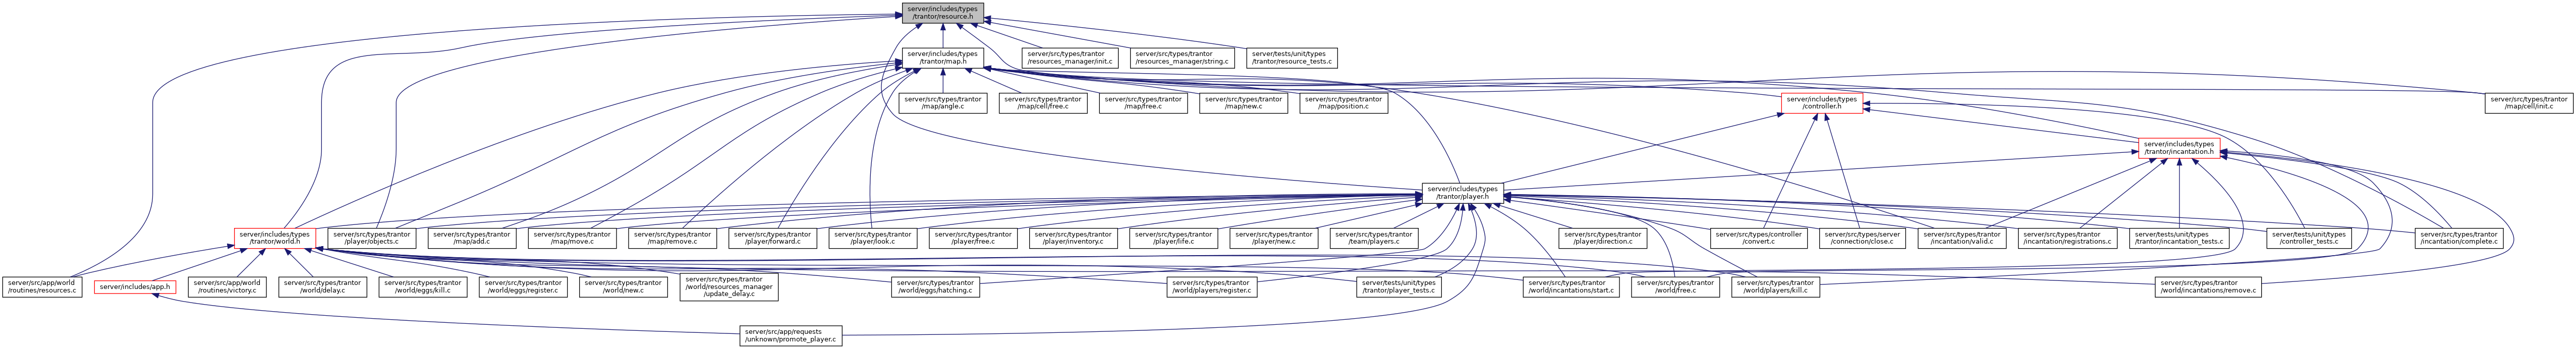 server/includes/types
/trantor/resource.h
server/includes/types
/trantor/map.h
server/src/types/trantor
/resources_manager/init.c
server/src/types/trantor
/resources_manager/string.c
server/tests/unit/types
/trantor/resource_tests.c
server/src/types/trantor
/map/angle.c
server/src/types/trantor
/map/cell/free.c
server/src/types/trantor
/map/free.c
server/src/types/trantor
/map/new.c
server/src/types/trantor
/map/position.c
server/includes/types
/controller.h
server/src/types/trantor
/map/cell/init.c
server/includes/types
/trantor/incantation.h
server/includes/types
/trantor/player.h
server/includes/types
/trantor/world.h
server/src/types/trantor
/player/objects.c
server/src/types/trantor
/map/add.c
server/src/types/trantor
/map/move.c
server/src/types/trantor
/map/remove.c
server/src/types/trantor
/player/forward.c
server/src/types/trantor
/player/look.c
server/src/types/trantor
/player/free.c
server/src/types/trantor
/player/inventory.c
server/src/types/trantor
/player/life.c
server/src/types/trantor
/player/new.c
server/src/types/trantor
/team/players.c
server/src/types/trantor
/player/direction.c
server/src/types/controller
/convert.c
server/src/types/server
/connection/close.c
server/src/types/trantor
/incantation/valid.c
server/src/types/trantor
/incantation/registrations.c
server/tests/unit/types
/trantor/incantation_tests.c
server/tests/unit/types
/controller_tests.c
server/src/types/trantor
/incantation/complete.c
server/src/app/world
/routines/resources.c
server/includes/app.h
server/src/app/world
/routines/victory.c
server/src/types/trantor
/world/delay.c
server/src/types/trantor
/world/eggs/kill.c
server/src/types/trantor
/world/eggs/register.c
server/src/types/trantor
/world/new.c
server/src/types/trantor
/world/resources_manager
/update_delay.c
server/src/types/trantor
/world/eggs/hatching.c
server/src/types/trantor
/world/players/register.c
server/tests/unit/types
/trantor/player_tests.c
server/src/types/trantor
/world/incantations/start.c
server/src/types/trantor
/world/free.c
server/src/types/trantor
/world/players/kill.c
server/src/types/trantor
/world/incantations/remove.c
server/src/app/requests
/unknown/promote_player.c